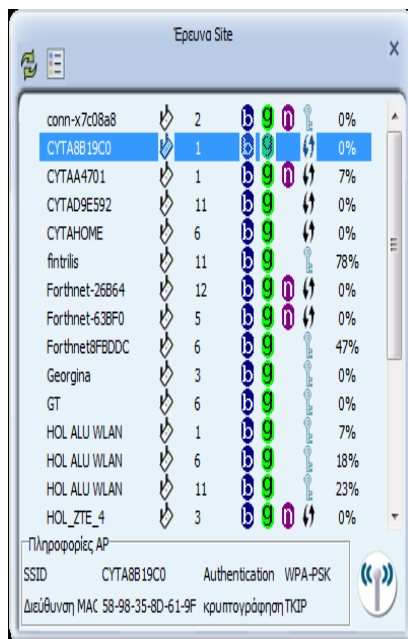 Έρευνα Site
conn-x7c08a8 2 b g n 0%
CYTA8B19C0 1 b g 0%
CYTAA4701 1 b g n 7%
CYTAD9E592 11 b g 0%
CYTAHOME 6 b g 0%
fintrilis 11 b g 78%
Forthnet-26B64 12 b g n 0%
Forthnet-63BF0 5 b g n 0%
Forthnet8FBDDC 6 b g 47%
Georgina 3 b g 0%
GT 6 b g 0%
HOL ALU WLAN 1 b g 7%
HOL ALU WLAN 6 b g 18%
HOL ALU WLAN 11 b g 23%
HOL_ZTE_4 3 b g n 0%
Πληροφορίες AP
SSID CYTA8B19C0 Authentication WPA-PSK
Διεύθυνση MAC 58-98-35-8D-61-9F κρυπτογράφηση TKIP